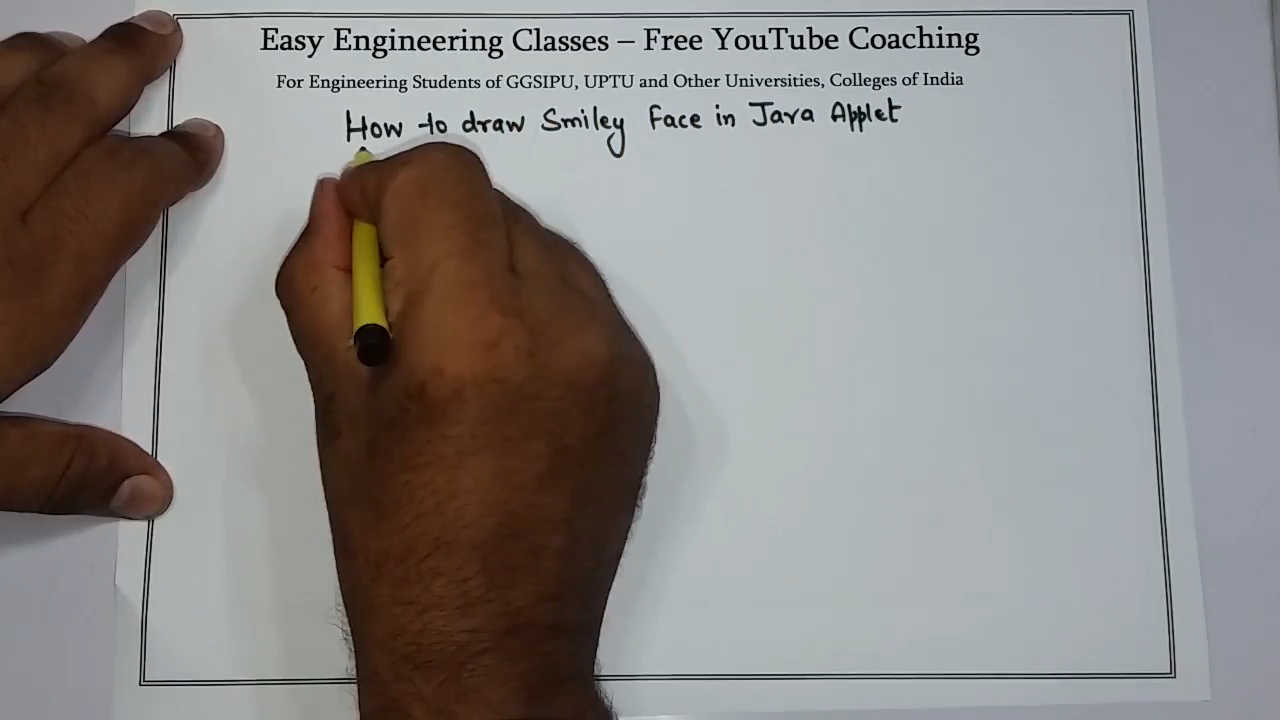 Easy Engineering Classes – Free YouTube Coaching
For Engineering Students of GGSIPU, UPTU and Other Universities, Colleges of India
How to draw Smiley Face in Java Applet